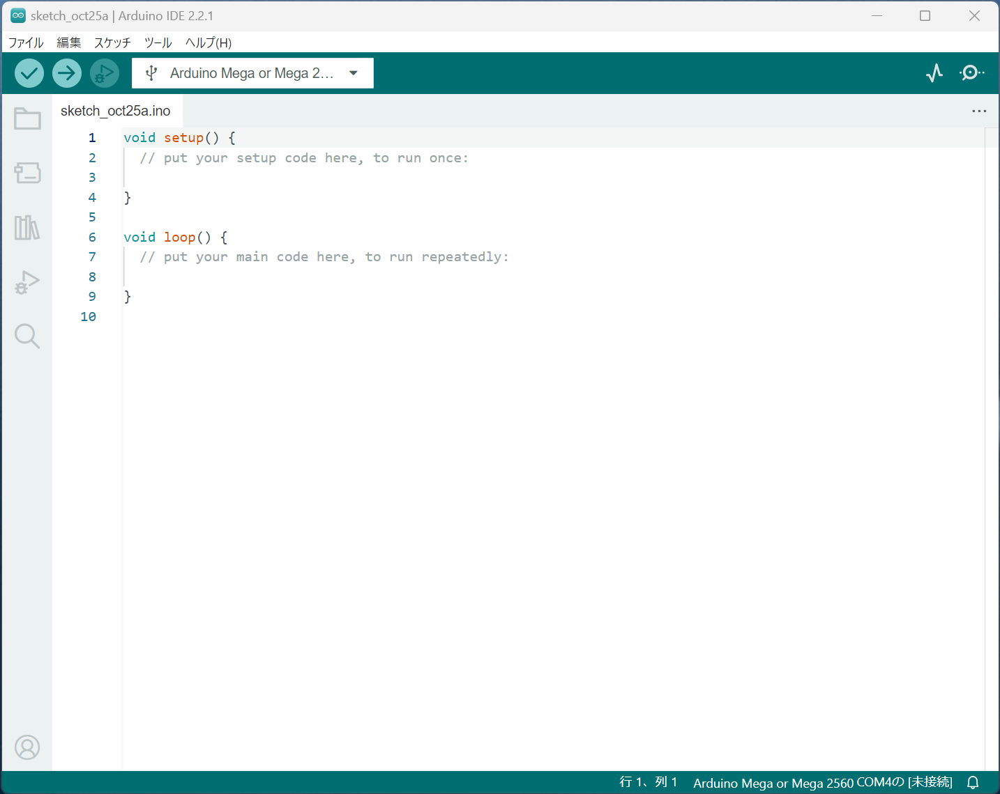 sketch_oct25a | Arduino IDE 2.2.1
ファイル 編集 スケッチ ツール ヘルプ(H)
Arduino Mega or Mega 2...
sketch_oct25a.ino
1 void setup() {
2 // put your setup code here, to run once:
3
4 }
5
6 void loop() {
7 // put your main code here, to run repeatedly:
8
9 }
10
行 1、列 1 Arduino Mega or Mega 2560 COM4の [未接続]